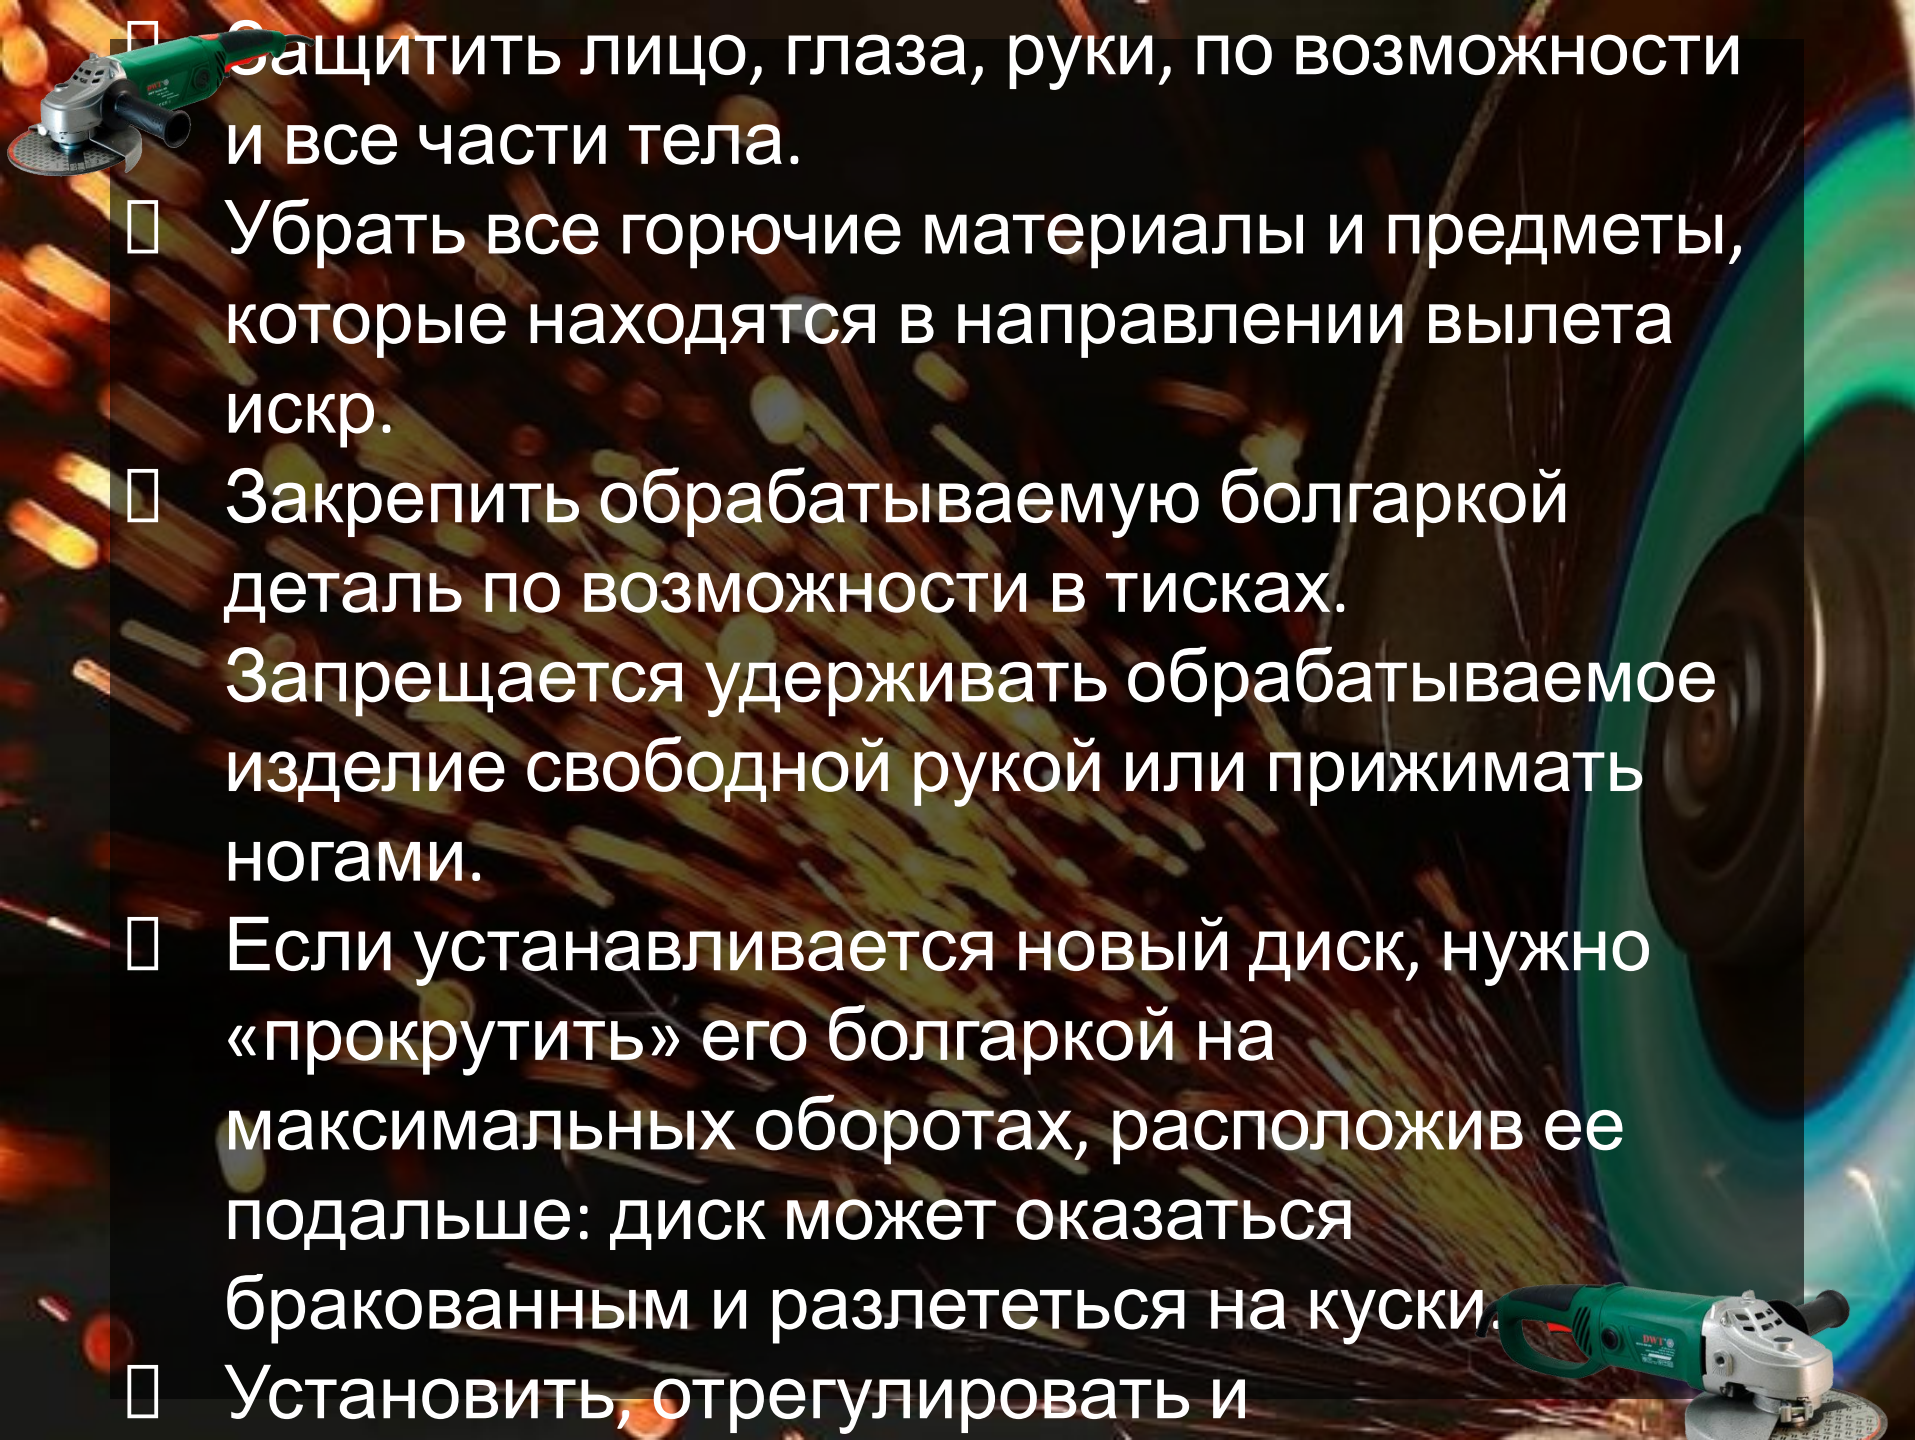 Защитить лицо, глаза, руки, по возможности
и все части тела.
Убрать все горючие материалы и предметы,
которые находятся в направлении вылета
искр.
Закрепить обрабатываемую болгаркой
деталь по возможности в тисках.
Запрещается удерживать обрабатываемое
изделие свободной рукой или прижимать
ногами.
Если устанавливается новый диск, нужно
«прокрутить» его болгаркой на
максимальных оборотах, расположив ее
подальше: диск может оказаться
бракованным и разлететься на куски.
DWT
Установить, отрегулировать и